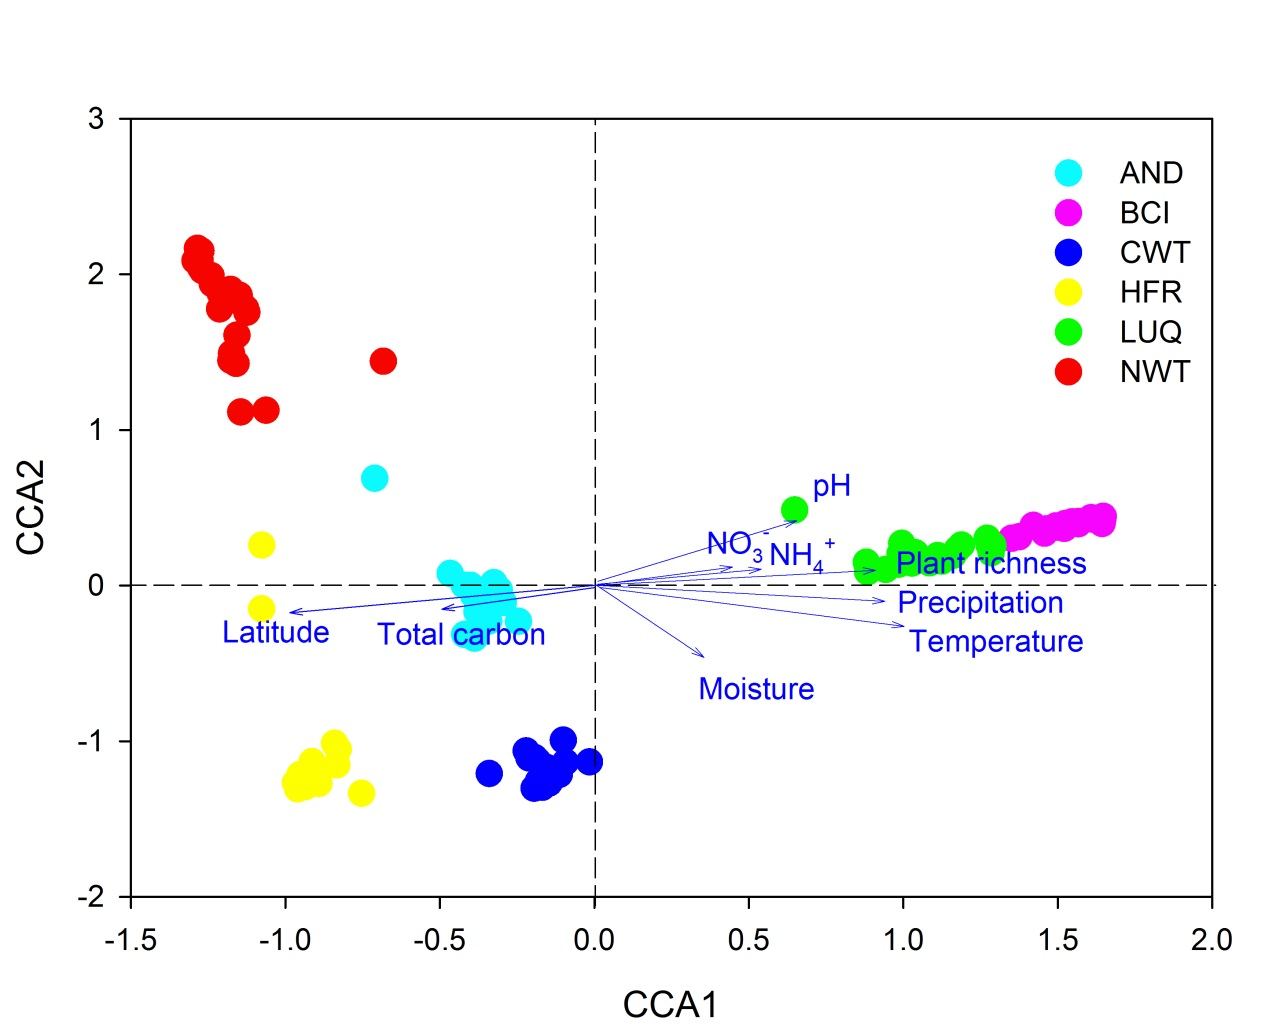 3
2
1
0
-1
-2
CCA2
AND
BCI
CWT
HFR
LUQ
NWT
pH
NO3-
NH4+
Plant richness
Precipitation
Temperature
Moisture
Latitude
Total carbon
-1.5 -1.0 -0.5 0.0 0.5 1.0 1.5 2.0
CCA1